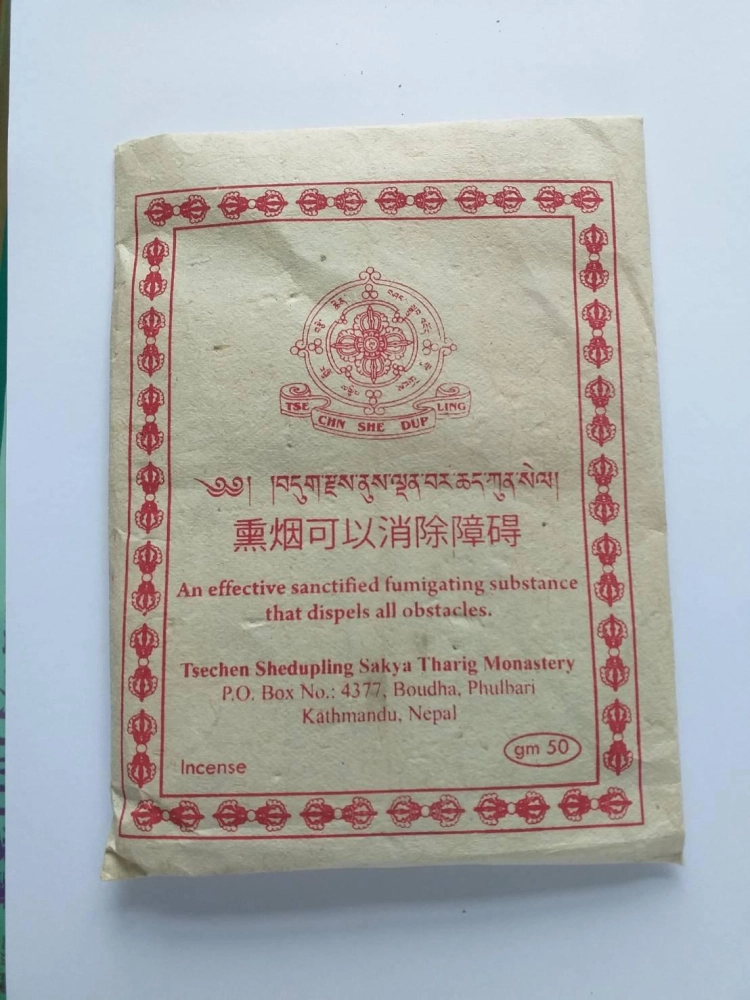 TSE CHN SHE DUP LING
༄༅། །བདུག་རྫས་ནུས་ལྡན་བར་ཆད་ཀུན་སེལ།
熏烟可以消除障碍
An effective sanctified fumigating substance
that dispels all obstacles.
Tsechen Shedupling Sakya Tharig Monastery
P.O. Box No.: 4377, Boudha, Phulbari
Kathmandu, Nepal
gm 50
Incense